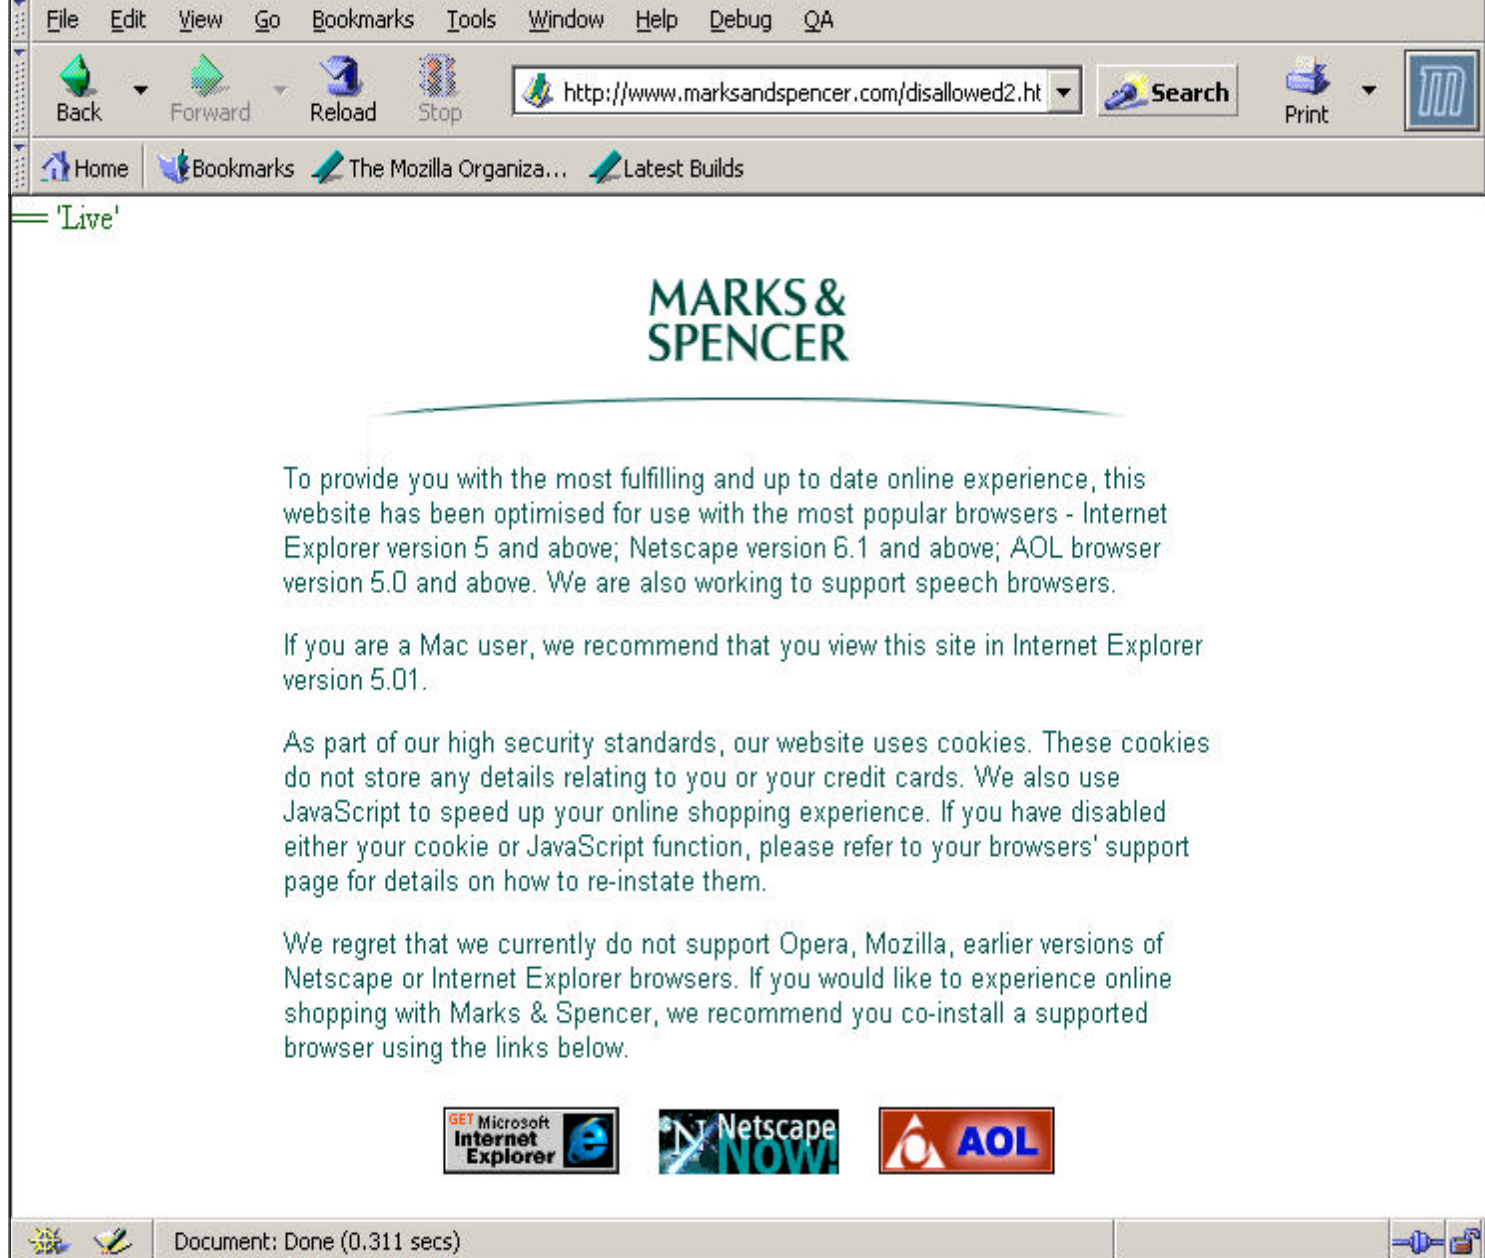 File Edit View Go Bookmarks Tools Window Help Debug QA
Back Forward Reload Stop http://www.marksandspencer.com/disallowed2.ht Search Print
Home Bookmarks The Mozilla Organiza... Latest Builds
== 'Live'
MARKS &
SPENCER
To provide you with the most fulfilling and up to date online experience, this
website has been optimised for use with the most popular browsers - Internet
Explorer version 5 and above; Netscape version 6.1 and above; AOL browser
version 5.0 and above. We are also working to support speech browsers.
If you are a Mac user, we recommend that you view this site in Internet Explorer
version 5.01.
As part of our high security standards, our website uses cookies. These cookies
do not store any details relating to you or your credit cards. We also use
JavaScript to speed up your online shopping experience. If you have disabled
either your cookie or JavaScript function, please refer to your browsers' support
page for details on how to re-instate them.
We regret that we currently do not support Opera, Mozilla, earlier versions of
Netscape or Internet Explorer browsers. If you would like to experience online
shopping with Marks & Spencer, we recommend you co-install a supported
browser using the links below.
GET Microsoft
Internet
Explorer
N Netscape
NOW!
AOL
Document: Done (0.311 secs)